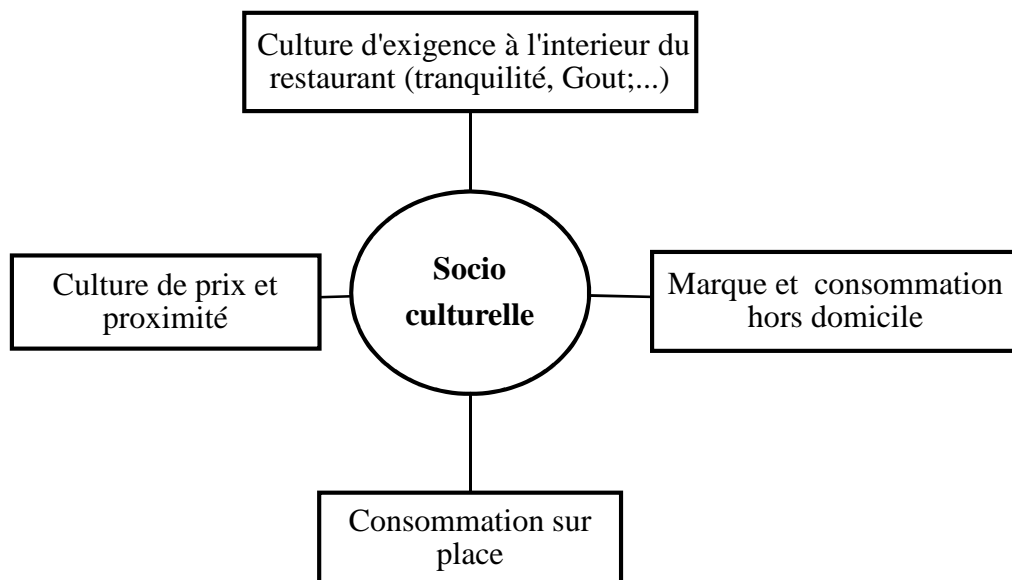 Culture d'exigence à l'interieur du
restaurant (tranquilité, Gout;...)
Culture de prix et
proximité
Socio
culturelle
Marque et consommation
hors domicile
Consommation sur
place